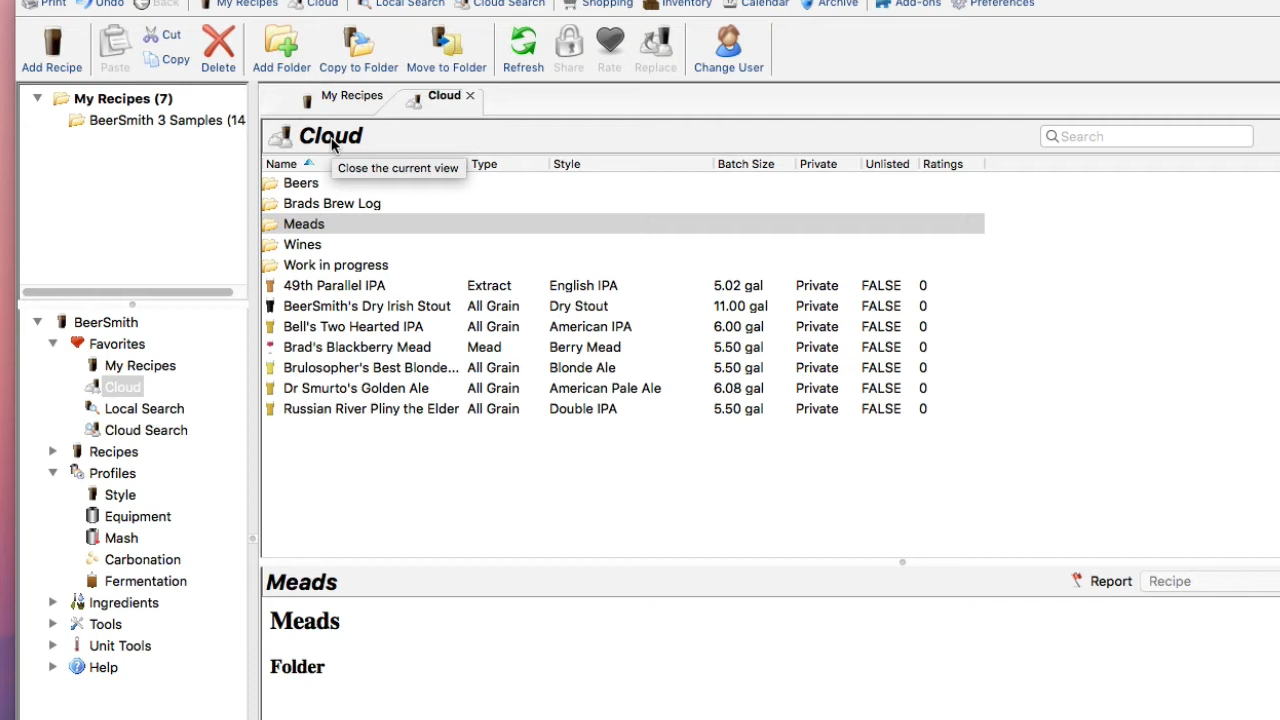 Print Undo Back My Recipes Cloud Local Search Cloud Search Shopping Inventory Calendar Archive Add-ons Preferences
Add Recipe Paste Cut Copy Delete Add Folder Copy to Folder Move to Folder Refresh Share Rate Replace Change User
My Recipes (7)
BeerSmith 3 Samples (14
BeerSmith
Favorites
My Recipes
Cloud
Local Search
Cloud Search
Recipes
Profiles
Style
Equipment
Mash
Carbonation
Fermentation
Ingredients
Tools
Unit Tools
Help
My Recipes Cloud
Cloud Search
Name Type Style Batch Size Private Unlisted Ratings
Close the current view
Beers
Brads Brew Log
Meads
Wines
Work in progress
49th Parallel IPA Extract English IPA 5.02 gal Private FALSE 0
BeerSmith's Dry Irish Stout All Grain Dry Stout 11.00 gal Private FALSE 0
Bell's Two Hearted IPA All Grain American IPA 6.00 gal Private FALSE 0
Brad's Blackberry Mead Mead Berry Mead 5.50 gal Private FALSE 0
Brulosopher's Best Blonde... All Grain Blonde Ale 5.50 gal Private FALSE 0
Dr Smurto's Golden Ale All Grain American Pale Ale 6.08 gal Private FALSE 0
Russian River Pliny the Elder All Grain Double IPA 5.50 gal Private FALSE 0
Meads Report Recipe
Meads
Folder